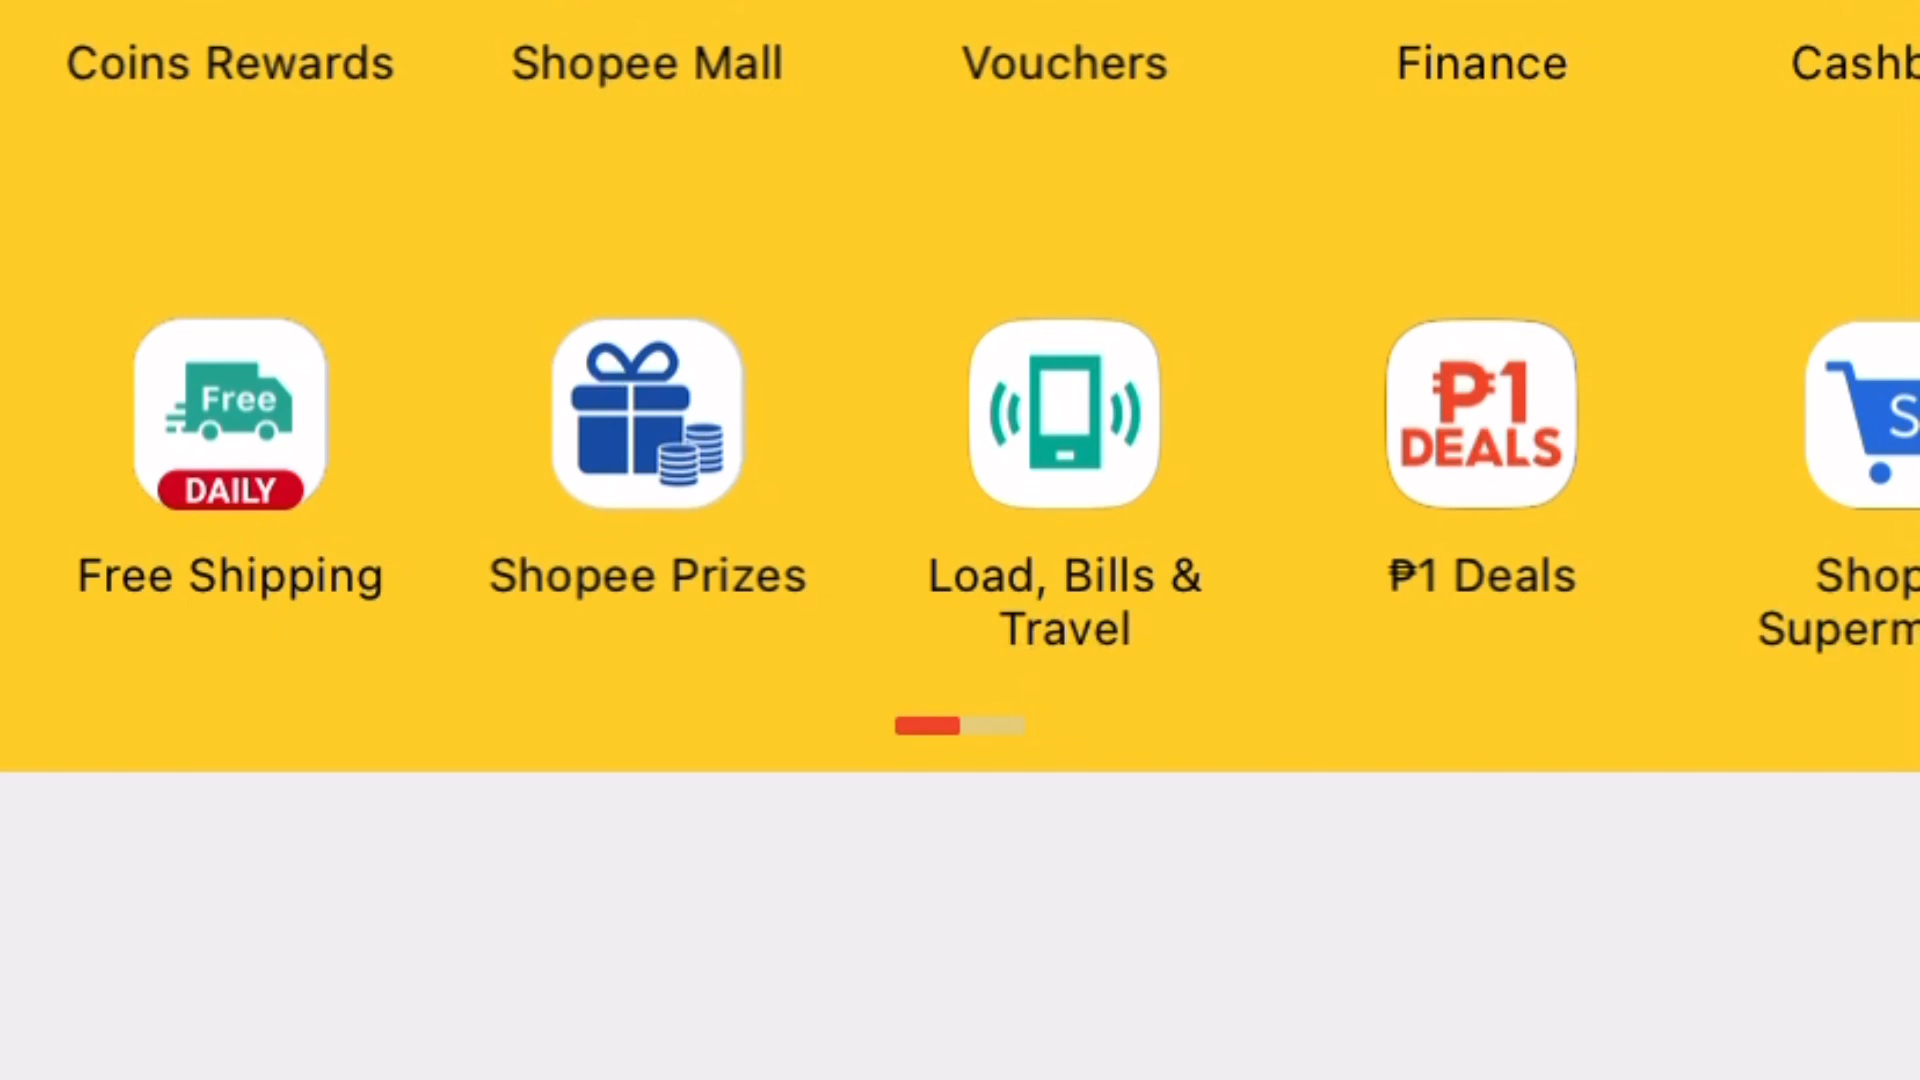 Coins Rewards
Shopee Mall
Vouchers
Finance
Free
DAILY
₱1
DEALS
Free Shipping
Shopee Prizes
Load, Bills &
Travel
₱1 Deals